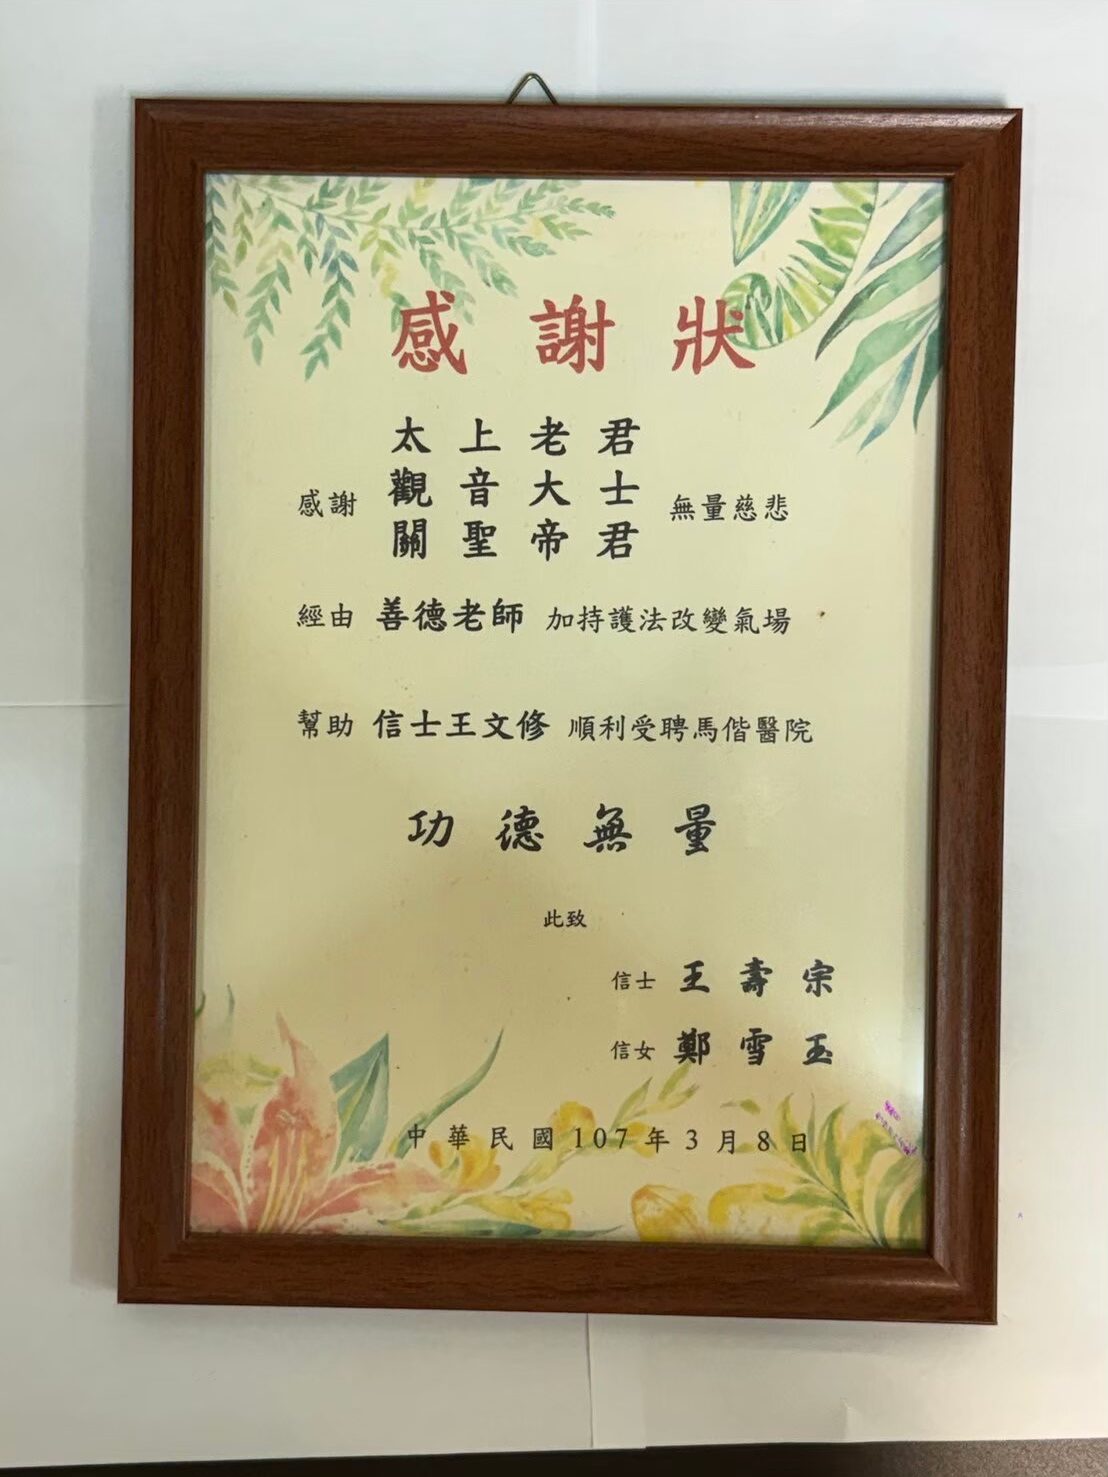 感謝狀
太上老君
觀音大士
關聖帝君
感謝 無量慈悲
經由 善德老師 加持護法改變氣場
幫助 信士王文修 順利受聘馬偕醫院
功德無量
此致
信士 王壽宗
信女 鄭雪玉
中華民國107年3月8日